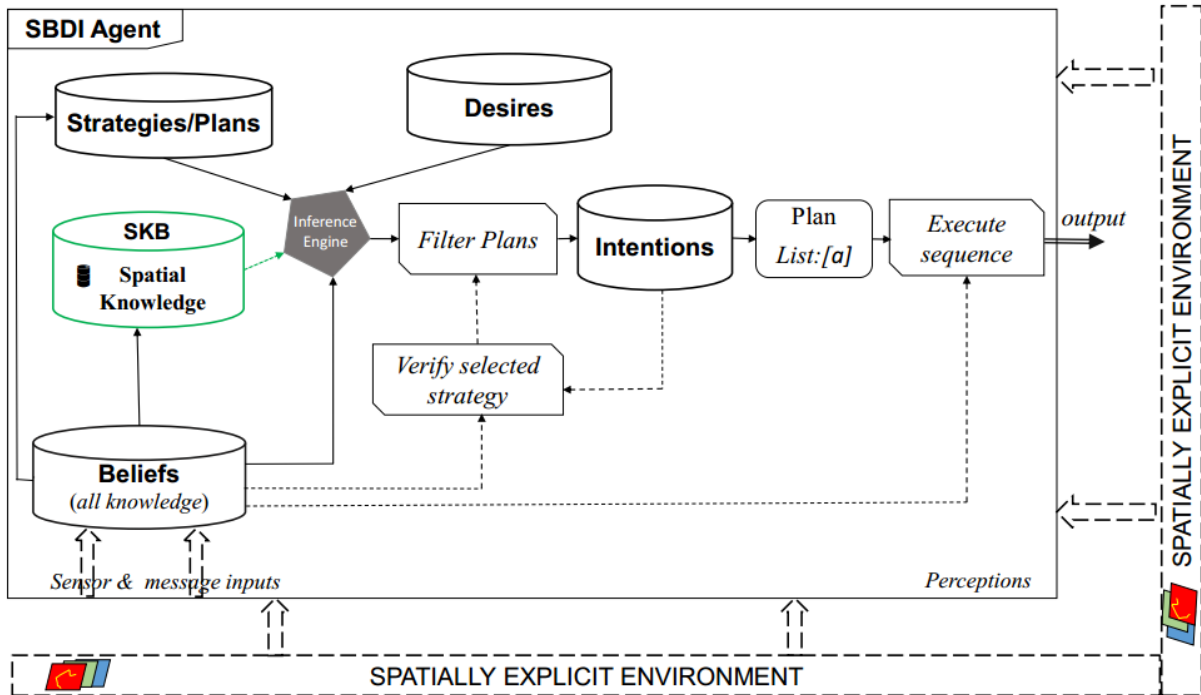 SBDI Agent
Strategies/Plans
Desires
SKB
Spatial
Knowledge
Inference
Engine
Filter Plans
Intentions
Plan
List:[a]
Execute
sequence
output
Verify selected
strategy
Beliefs
(all knowledge)
Sensor & message inputs
Perceptions
SPATIALLY EXPLICIT ENVIRONMENT
SPATIALLY EXPLICIT ENVIRONMENT